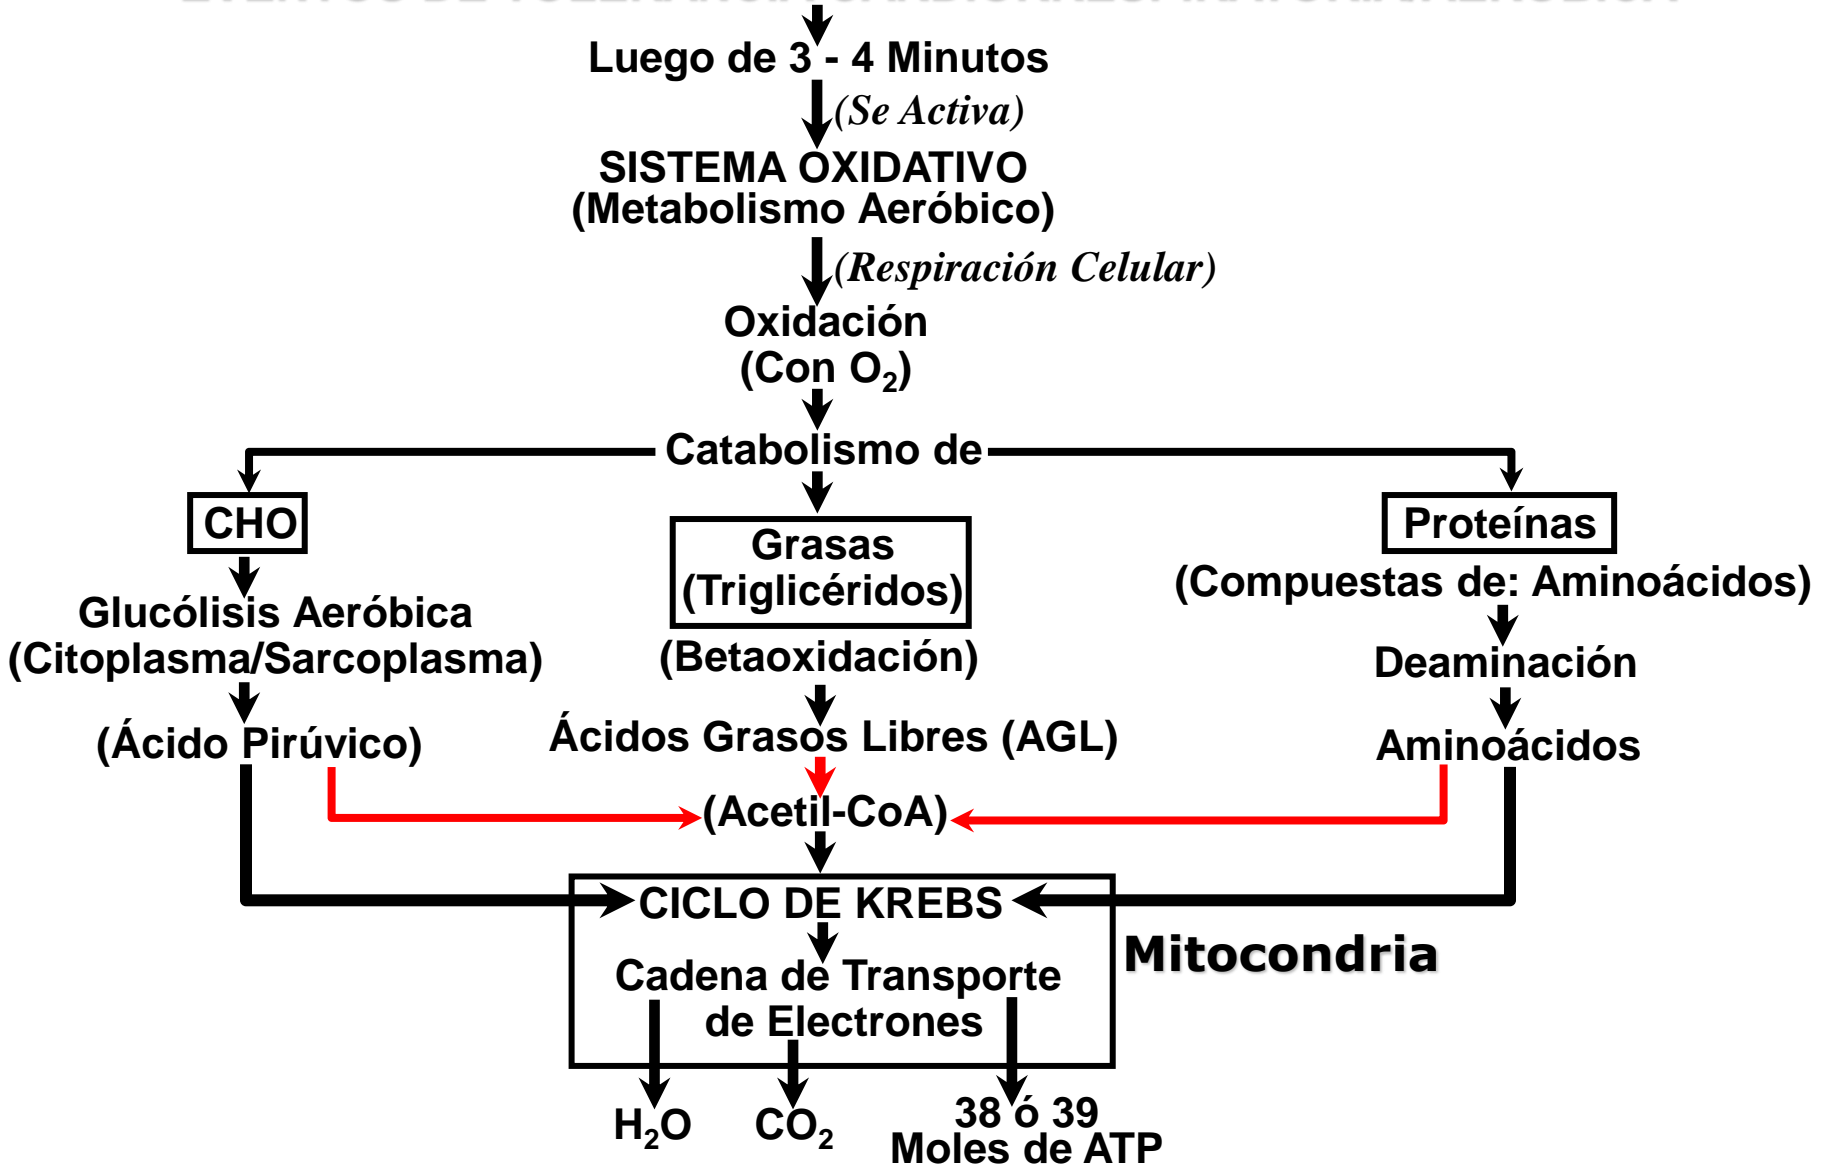 Luego de 3 - 4 Minutos
(Se Activa)
SISTEMA OXIDATIVO
(Metabolismo Aeróbico)
(Respiración Celular)
Oxidación
(Con O₂)
Catabolismo de
CHO
Grasas
(Triglicéridos)
Proteínas
(Compuestas de: Aminoácidos)
Glucólisis Aeróbica
(Citoplasma/Sarcoplasma)
(Betaoxidación)
Deaminación
(Ácido Pirúvico)
Ácidos Grasos Libres (AGL)
Aminoácidos
(Acetil-CoA)
CICLO DE KREBS
Mitocondria
Cadena de Transporte
de Electrones
H₂O
CO₂
38 ó 39
Moles de ATP